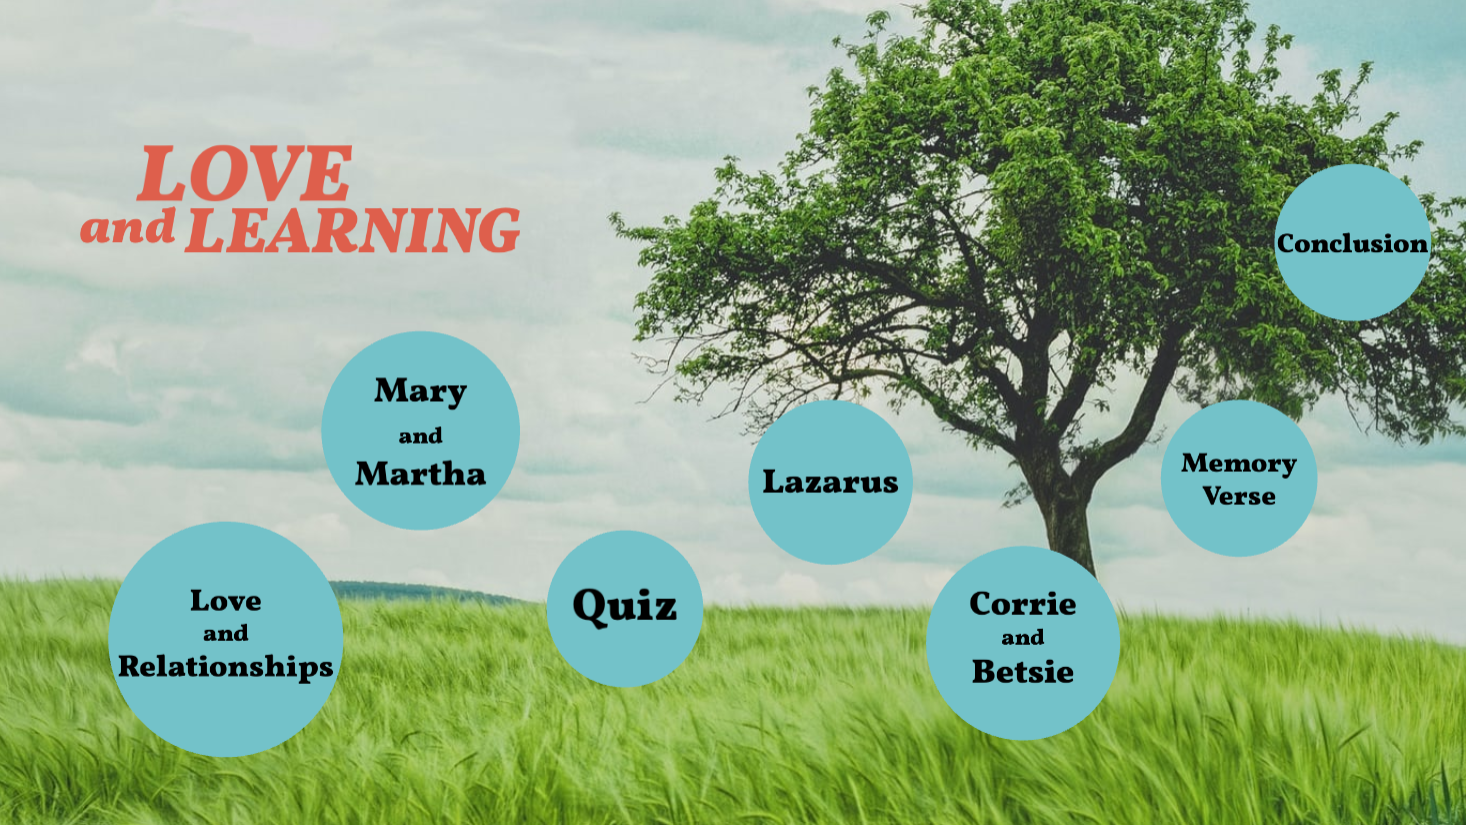 LOVE
and LEARNING
Love
and
Relationships
Mary
and
Martha
Quiz
Lazarus
Corrie
and
Betsie
Memory
Verse
Conclusion